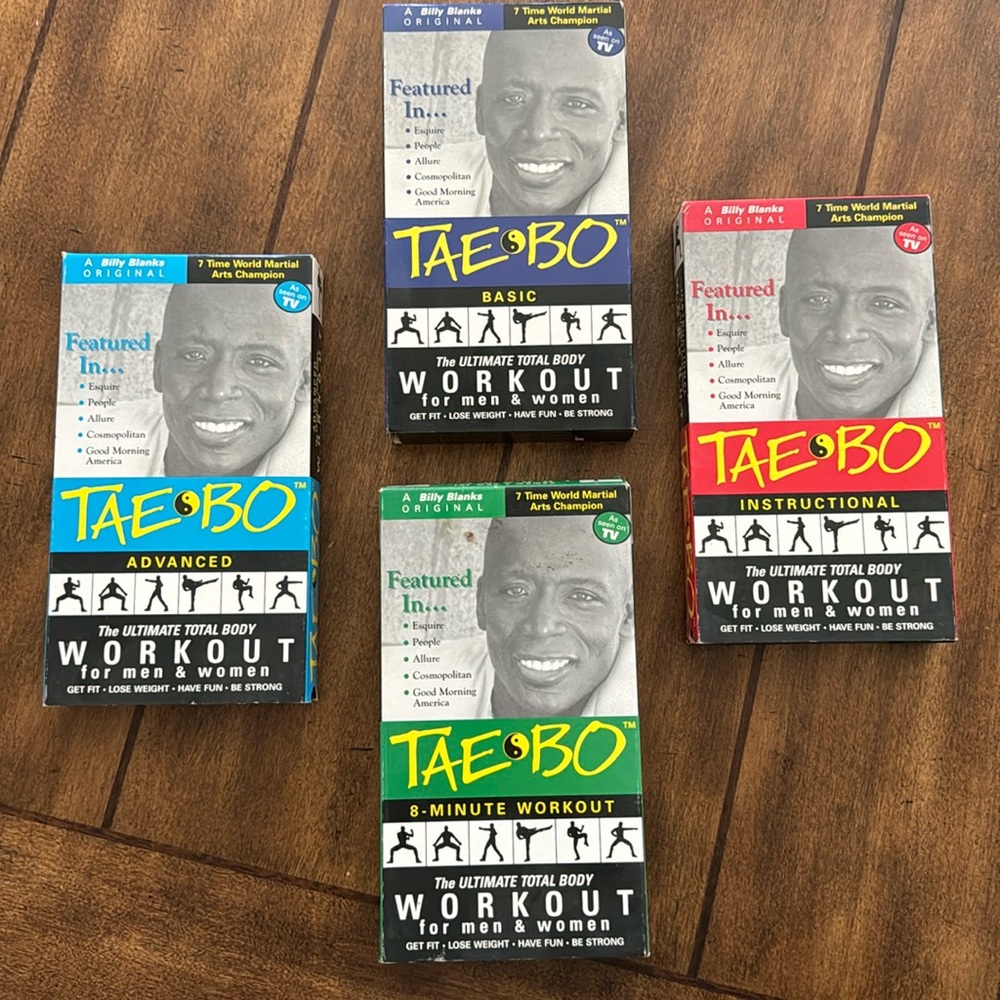 A Billy Blanks
ORIGINAL
7 Time World Martial
Arts Champion
As
seen on
TV
Featured
In...
• Esquire
• People
• Allure
• Cosmopolitan
• Good Morning
America
TAE BO™
BASIC
The ULTIMATE TOTAL BODY
WORKOUT
for men & women
GET FIT • LOSE WEIGHT • HAVE FUN • BE STRONG
A Billy Blanks
ORIGINAL
7 Time World Martial
Arts Champion
As
seen on
TV
Featured
In...
• Esquire
• People
• Allure
• Cosmopolitan
• Good Morning
America
TAE BO™
INSTRUCTIONAL
The ULTIMATE TOTAL BODY
WORKOUT
for men & women
GET FIT • LOSE WEIGHT • HAVE FUN • BE STRONG
A Billy Blanks
ORIGINAL
7 Time World Martial
Arts Champion
As
seen on
TV
Featured
In...
• Esquire
• People
• Allure
• Cosmopolitan
• Good Morning
America
TAE BO™
ADVANCED
The ULTIMATE TOTAL BODY
WORKOUT
for men & women
GET FIT • LOSE WEIGHT • HAVE FUN • BE STRONG
A Billy Blanks
ORIGINAL
7 Time World Martial
Arts Champion
As
seen on
TV
Featured
In...
• Esquire
• People
• Allure
• Cosmopolitan
• Good Morning
America
TAE BO™
8-MINUTE WORKOUT
The ULTIMATE TOTAL BODY
WORKOUT
for men & women
GET FIT • LOSE WEIGHT • HAVE FUN • BE STRONG